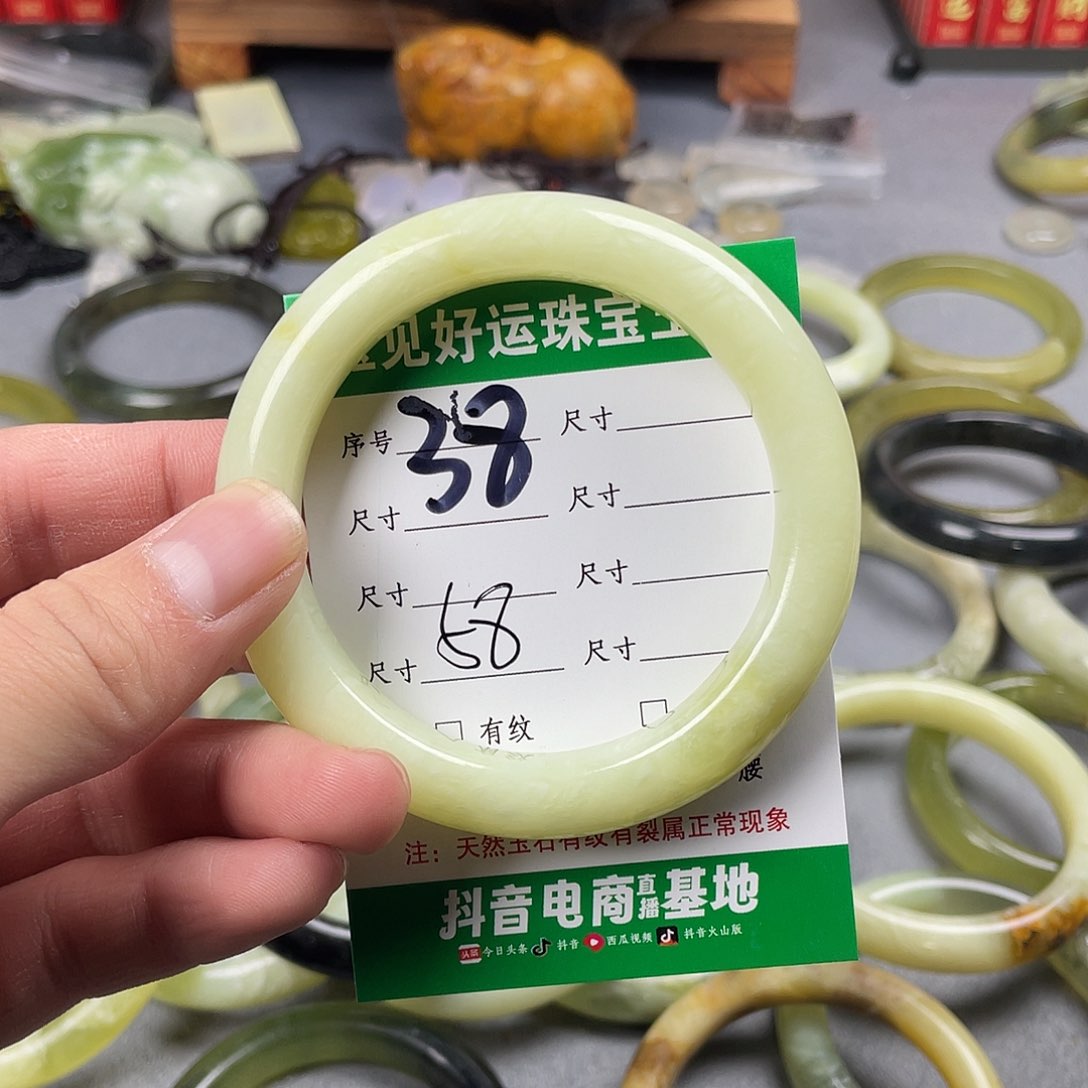 见好运珠宝
序号 38 尺寸
尺寸 尺寸
尺寸 尺寸
尺寸 58 尺寸
□ 有纹 □
注：天然玉石有纹有裂属正常现象
抖音电商直播基地
头条 今日头条 抖音 西瓜视频 抖音火山版